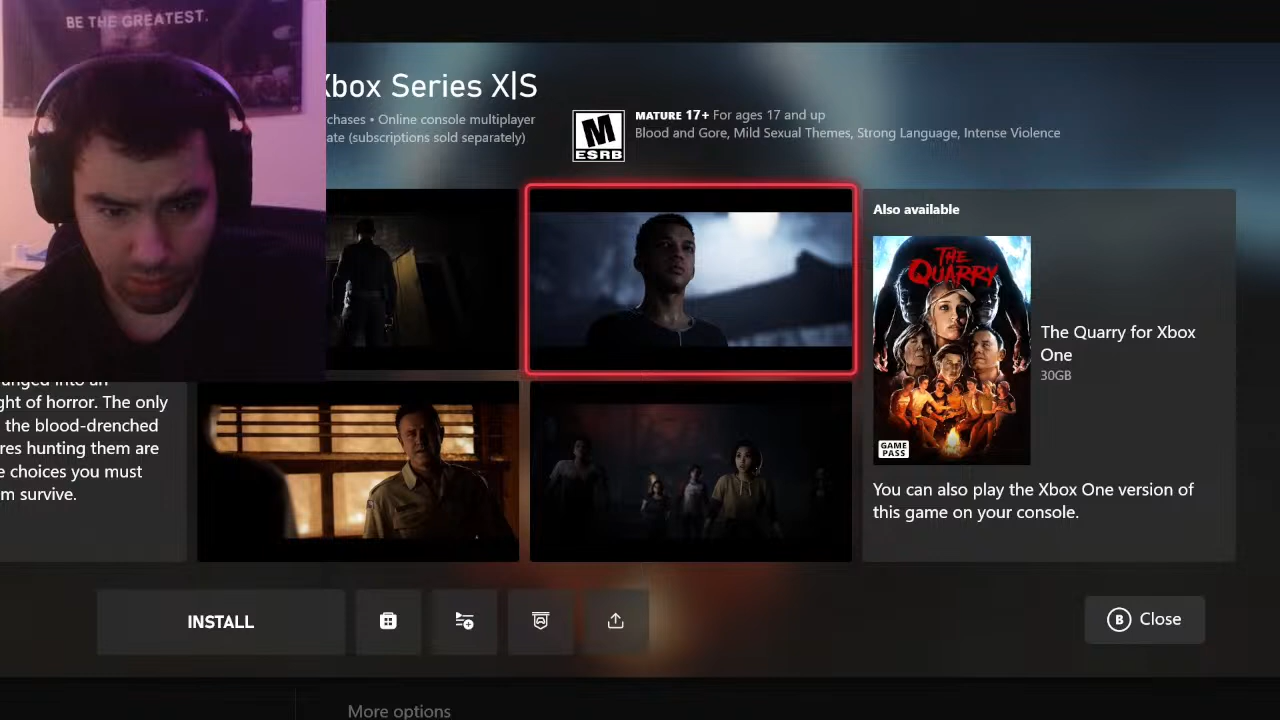 BE THE GREATEST.
Xbox Series X|S
chases • Online console multiplayer
ate (subscriptions sold separately)
M
ESRB
MATURE 17+ For ages 17 and up
Blood and Gore, Mild Sexual Themes, Strong Language, Intense Violence
Also available
THE
QUARRY
GAME
PASS
The Quarry for Xbox
One
30GB
You can also play the Xbox One version of
this game on your console.
unged into an
ght of horror. The only
the blood-drenched
res hunting them are
e choices you must
m survive.
INSTALL
B Close
More options